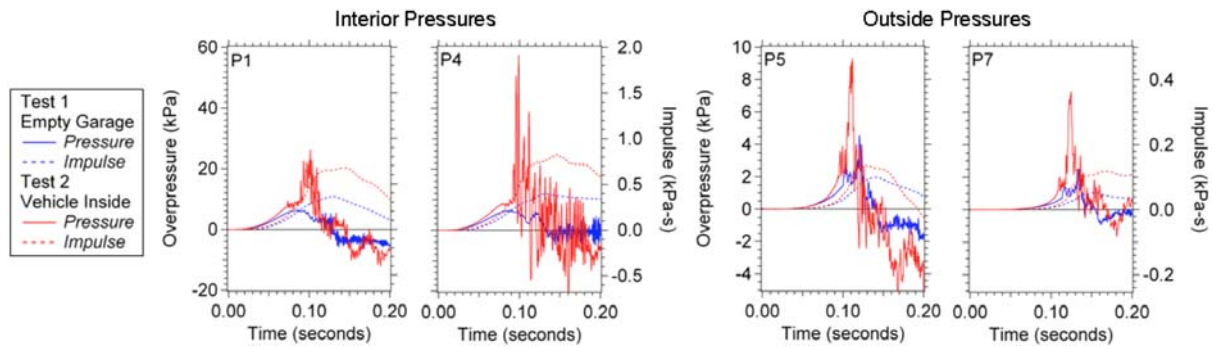 Interior Pressures
Outside Pressures
Test 1
Empty Garage
Pressure
Impulse
Test 2
Vehicle Inside
Pressure
Impulse
P1
P4
60
40
20
0
-20
Overpressure (kPa)
2.0
1.5
1.0
0.5
0.0
-0.5
Impulse (kPa-s)
0.00 0.10 0.20
0.00 0.10 0.20
Time (seconds)
Time (seconds)
P5
P7
10
8
6
4
2
0
-2
-4
Overpressure (kPa)
0.4
0.2
0.0
-0.2
Impulse (kPa-s)
0.00 0.10 0.20
0.00 0.10 0.20
Time (seconds)
Time (seconds)